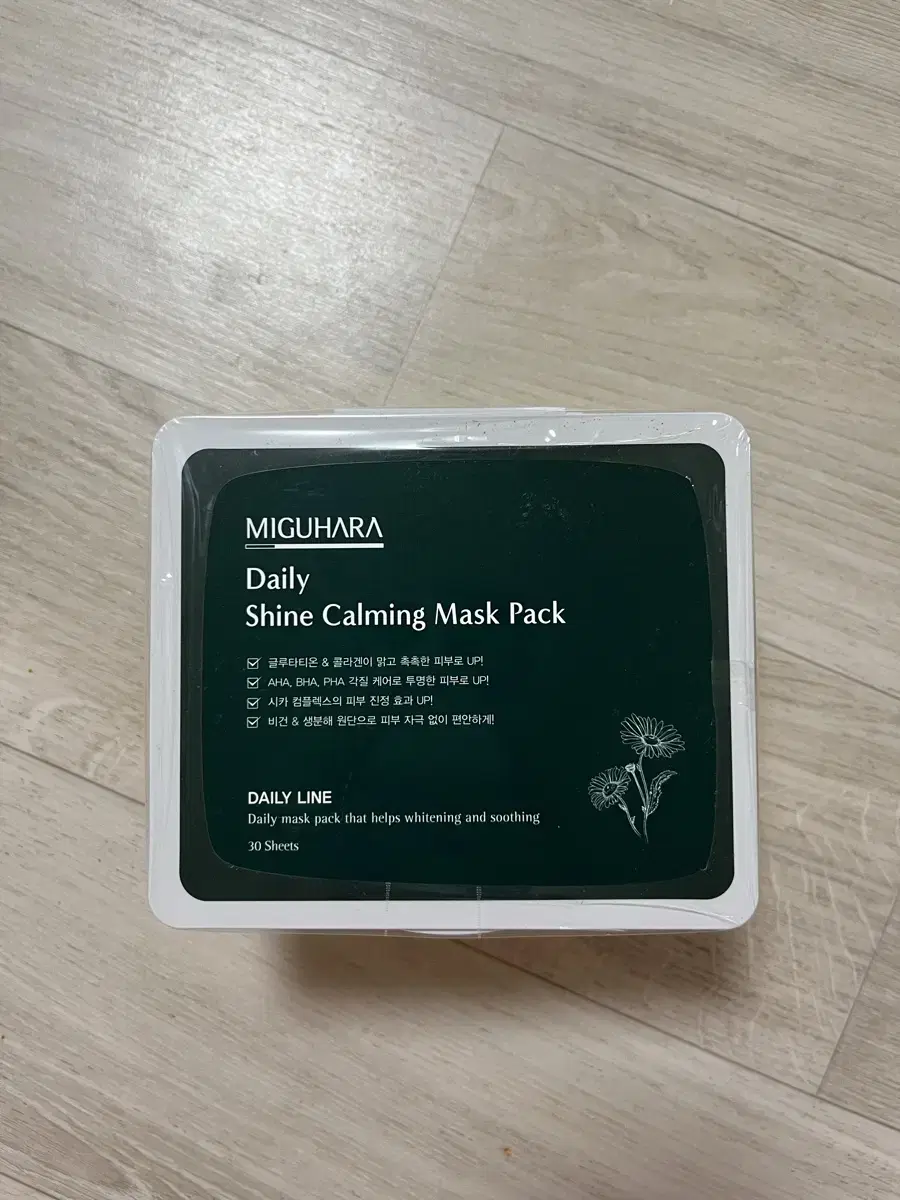 MIGUHARA
Daily
Shine Calming Mask Pack
글루타티온 & 콜라겐이 맑고 촉촉한 피부로 UP!
AHA, BHA, PHA 각질 케어로 투명한 피부로 UP!
시카 컴플렉스의 피부 진정 효과 UP!
비건 & 생분해 원단으로 피부 자극 없이 편안하게!
DAILY LINE
Daily mask pack that helps whitening and soothing
30 Sheets